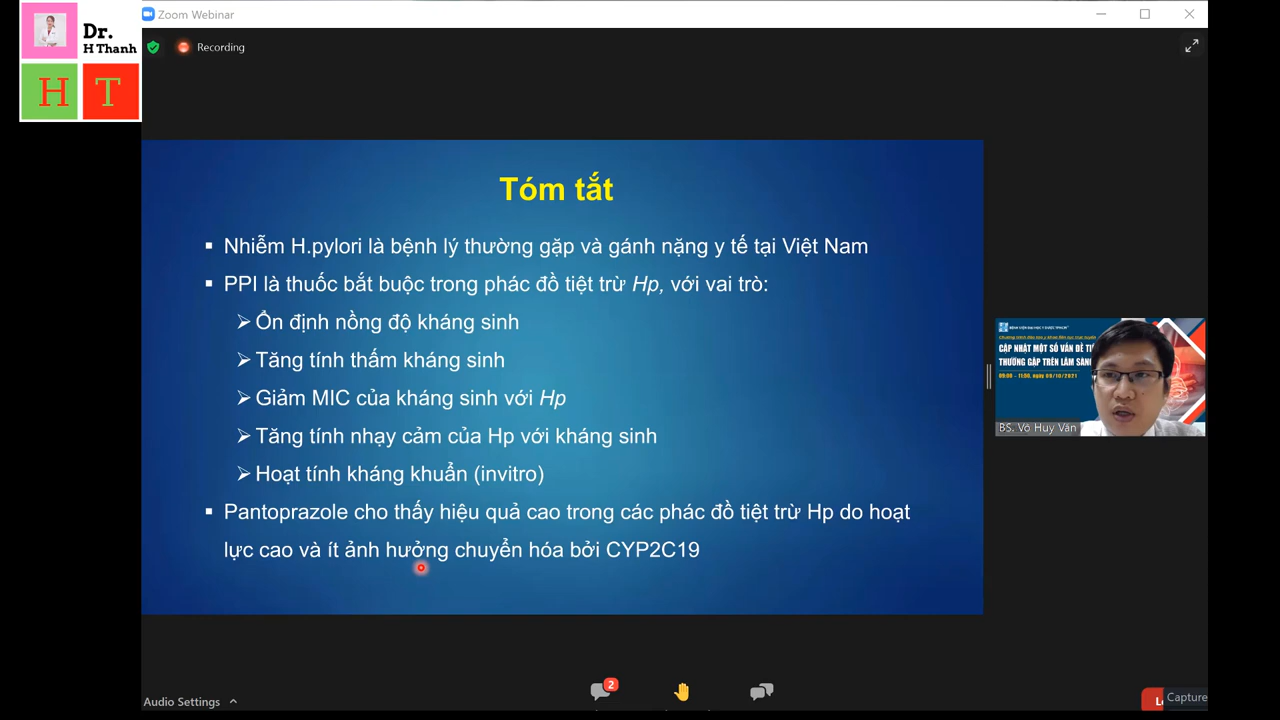 Zoom Webinar
Dr.
H Thanh
H T
Recording
Tóm tắt
▪ Nhiễm H.pylori là bệnh lý thường gặp và gánh nặng y tế tại Việt Nam
▪ PPI là thuốc bắt buộc trong phác đồ tiệt trừ Hp, với vai trò:
➢ Ổn định nồng độ kháng sinh
➢ Tăng tính thấm kháng sinh
➢ Giảm MIC của kháng sinh với Hp
➢ Tăng tính nhạy cảm của Hp với kháng sinh
➢ Hoạt tính kháng khuẩn (invitro)
▪ Pantoprazole cho thấy hiệu quả cao trong các phác đồ tiệt trừ Hp do hoạt
lực cao và ít ảnh hưởng chuyển hóa bởi CYP2C19
BỆNH VIỆN ĐẠI HỌC Y DƯỢC TPHCM
CẬP NHẬT MỘT SỐ VẤN ĐỀ
THƯỜNG GẶP TRÊN LÂM SÀNG
BS. Võ Huy Văn
2
Audio Settings
Capture